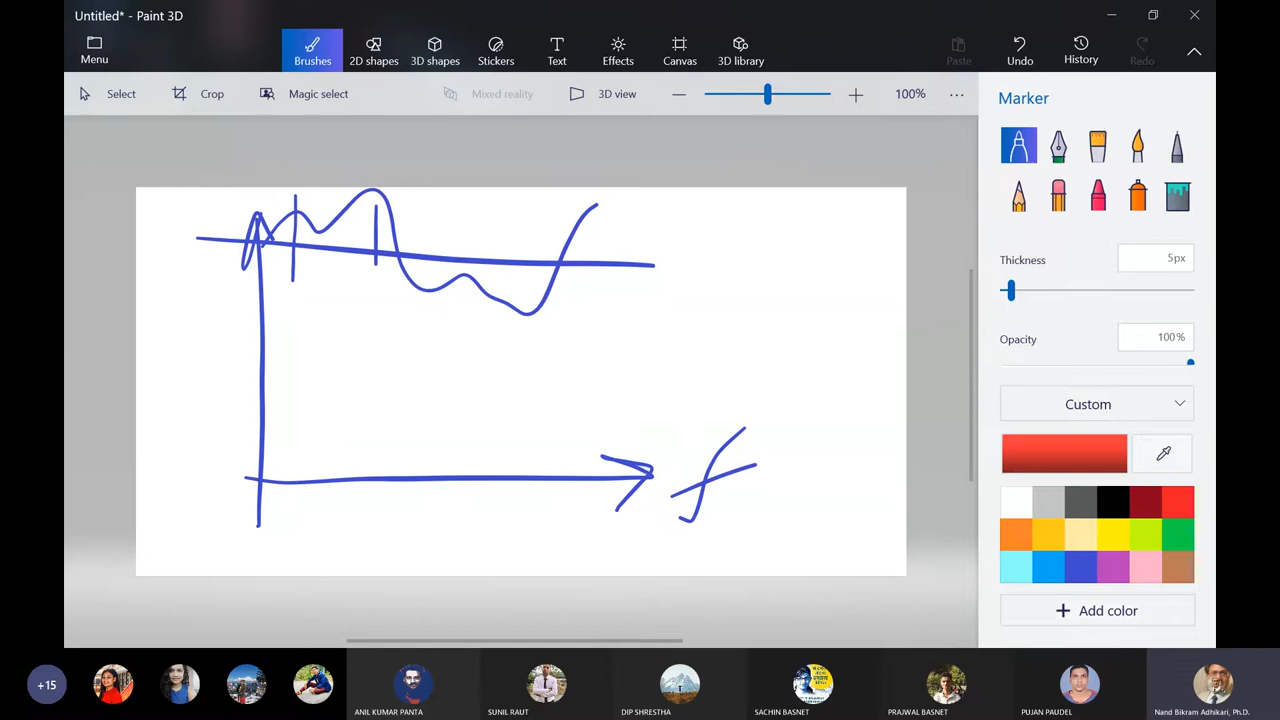 Untitled* - Paint 3D
Menu
Brushes
2D shapes
3D shapes
Stickers
Text
Effects
Canvas
3D library
Paste
Undo
History
Redo
Select
Crop
Magic select
Mixed reality
3D view
100%
Marker
Thickness
5px
Opacity
100%
Custom
Add color
f
+15
ANIL KUMAR PANTA
SUNIL RAUT
DIP SHRESTHA
SACHIN BASNET
PRAJWAL BASNET
PUJAN PAUDEL
Nand Bikram Adhikari, Ph.D.